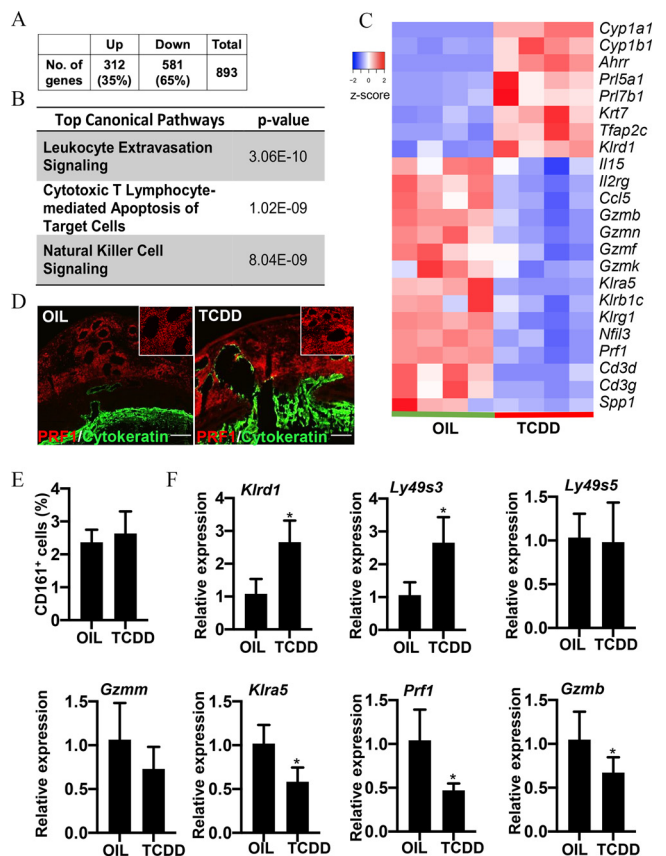 A
Up Down Total
No. of genes 312 (35%) 581 (65%) 893
B
Top Canonical Pathways p-value
Leukocyte Extravasation Signaling 3.06E-10
Cytotoxic T Lymphocyte-mediated Apoptosis of Target Cells 1.02E-09
Natural Killer Cell Signaling 8.04E-09
C
-2 0 2
z-score
Cyp1a1
Cyp1b1
Ahrr
Prl5a1
Prl7b1
Krt7
Tfap2c
Klrd1
Il15
Il2rg
Ccl5
Gzmb
Gzmn
Gzmf
Gzmk
Klra5
Klrb1c
Klrg1
Nfil3
Prf1
Cd3d
Cd3g
Spp1
OIL TCDD
D
OIL TCDD
PRF1/Cytokeratin PRF1/Cytokeratin
E
CD161+ cells (%)
4
3
2
1
0
OIL TCDD
F
Klrd1
Relative expression
4
3
2
1
0
*
OIL TCDD
Ly49s3
Relative expression
4
3
2
1
0
*
OIL TCDD
Ly49s5
Relative expression
1.5
1.0
0.5
0.0
OIL TCDD
Gzmm
Relative expression
1.5
1.0
0.5
0.0
OIL TCDD
Klra5
Relative expression
1.5
1.0
0.5
0.0
*
OIL TCDD
Prf1
Relative expression
1.5
1.0
0.5
0.0
*
OIL TCDD
Gzmb
Relative expression
1.5
1.0
0.5
0.0
*
OIL TCDD